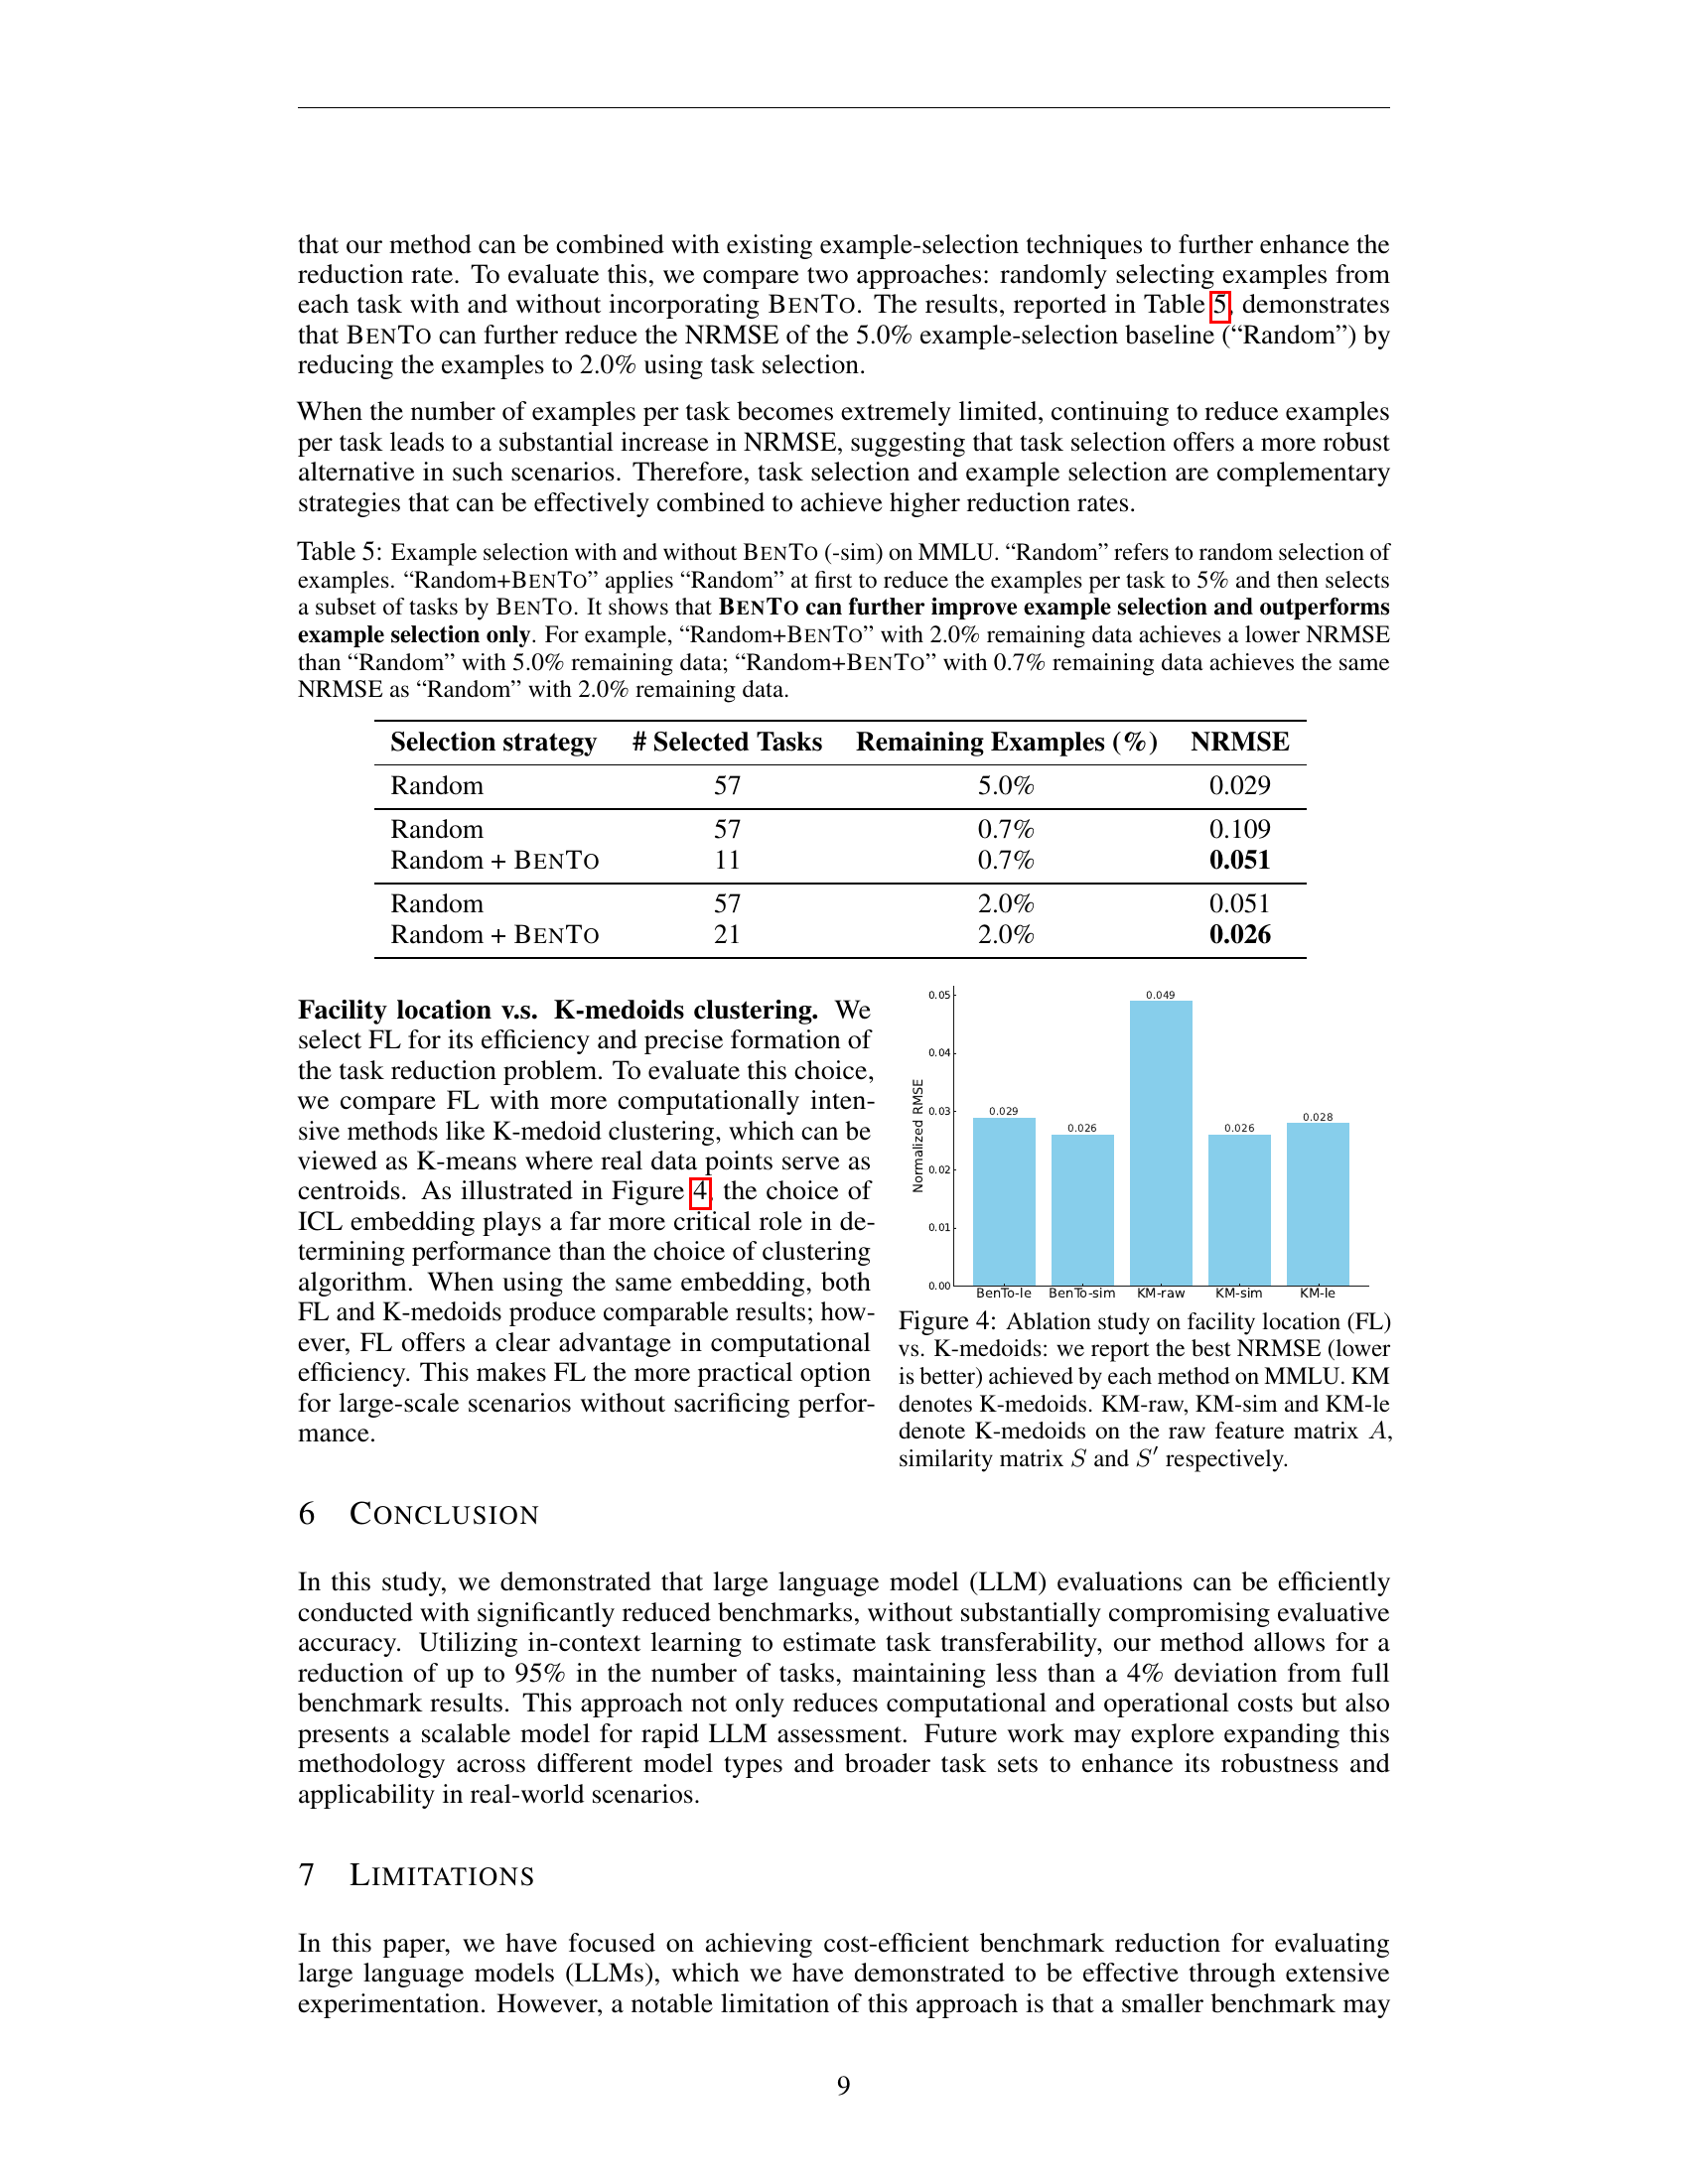 that our method can be combined with existing example-selection techniques to further enhance the
reduction rate. To evaluate this, we compare two approaches: randomly selecting examples from
each task with and without incorporating BENTO. The results, reported in Table 5, demonstrates
that BENTO can further reduce the NRMSE of the 5.0% example-selection baseline (“Random”) by
reducing the examples to 2.0% using task selection.
When the number of examples per task becomes extremely limited, continuing to reduce examples
per task leads to a substantial increase in NRMSE, suggesting that task selection offers a more robust
alternative in such scenarios. Therefore, task selection and example selection are complementary
strategies that can be effectively combined to achieve higher reduction rates.
Table 5: Example selection with and without BENTO (-sim) on MMLU. “Random” refers to random selection of
examples. “Random+BENTO” applies “Random” at first to reduce the examples per task to 5% and then selects
a subset of tasks by BENTO. It shows that BENTO can further improve example selection and outperforms
example selection only. For example, “Random+BENTO” with 2.0% remaining data achieves a lower NRMSE
than “Random” with 5.0% remaining data; “Random+BENTO” with 0.7% remaining data achieves the same
NRMSE as “Random” with 2.0% remaining data.
Selection strategy # Selected Tasks Remaining Examples (%) NRMSE
Random 57 5.0% 0.029
Random 57 0.7% 0.109
Random + BENTO 11 0.7% 0.051
Random 57 2.0% 0.051
Random + BENTO 21 2.0% 0.026
Facility location v.s. K-medoids clustering. We
select FL for its efficiency and precise formation of
the task reduction problem. To evaluate this choice,
we compare FL with more computationally inten-
sive methods like K-medoid clustering, which can be
viewed as K-means where real data points serve as
centroids. As illustrated in Figure 4, the choice of
ICL embedding plays a far more critical role in de-
termining performance than the choice of clustering
algorithm. When using the same embedding, both
FL and K-medoids produce comparable results; how-
ever, FL offers a clear advantage in computational
efficiency. This makes FL the more practical option
for large-scale scenarios without sacrificing perfor-
mance.
Normalized RMSE
0.05
0.04
0.03
0.02
0.01
0.00
0.029
0.026
0.049
0.026
0.028
BenTo-le BenTo-sim KM-raw KM-sim KM-le
Figure 4: Ablation study on facility location (FL)
vs. K-medoids: we report the best NRMSE (lower
is better) achieved by each method on MMLU. KM
denotes K-medoids. KM-raw, KM-sim and KM-le
denote K-medoids on the raw feature matrix A,
similarity matrix S and S′ respectively.
6 CONCLUSION
In this study, we demonstrated that large language model (LLM) evaluations can be efficiently
conducted with significantly reduced benchmarks, without substantially compromising evaluative
accuracy. Utilizing in-context learning to estimate task transferability, our method allows for a
reduction of up to 95% in the number of tasks, maintaining less than a 4% deviation from full
benchmark results. This approach not only reduces computational and operational costs but also
presents a scalable model for rapid LLM assessment. Future work may explore expanding this
methodology across different model types and broader task sets to enhance its robustness and
applicability in real-world scenarios.
7 LIMITATIONS
In this paper, we have focused on achieving cost-efficient benchmark reduction for evaluating
large language models (LLMs), which we have demonstrated to be effective through extensive
experimentation. However, a notable limitation of this approach is that a smaller benchmark may
9